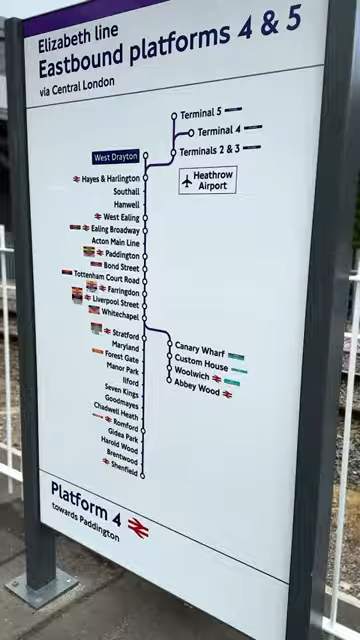 Elizabeth line
Eastbound platforms 4 & 5
via Central London
Terminal 5
Terminal 4
Terminals 2 & 3
Heathrow
Airport
West Drayton
Hayes & Harlington
Southall
Hanwell
West Ealing
Ealing Broadway
Acton Main Line
Paddington
Bond Street
Tottenham Court Road
Farringdon
Liverpool Street
Whitechapel
Stratford
Maryland
Forest Gate
Manor Park
Ilford
Seven Kings
Goodmayes
Chadwell Heath
Romford
Gidea Park
Harold Wood
Brentwood
Shenfield
Canary Wharf
Custom House
Woolwich
Abbey Wood
Platform 4
towards Paddington